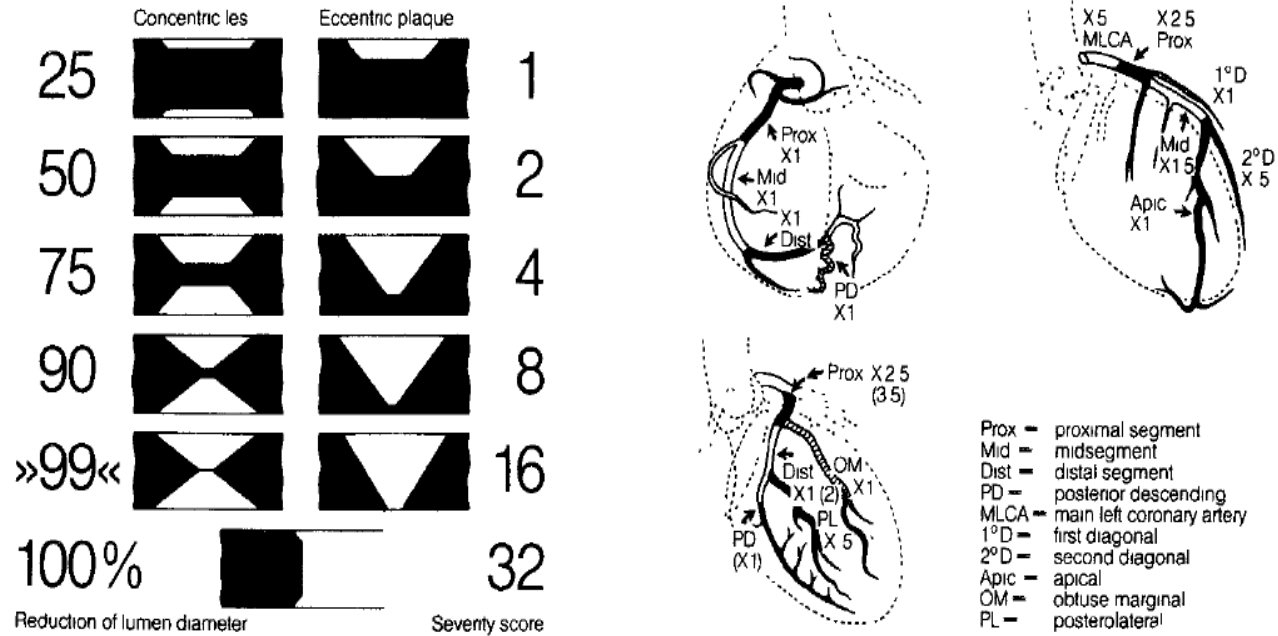 Concentric les
Eccentric plaque
25
1
50
2
75
4
90
8
»99«
16
100%
32
Reduction of lumen diameter
Severity score
Prox
X1
Mid
X1
X1
Dist
PD
X1
X5
MLCA
X2 5
Prox
1°D
X1
Mid
X1 5
2°D
X 5
Apic
X1
Prox X2 5
(3 5)
Dist
X1 (2)
OM
X1
PL
X 5
PD
(X1)
Prox = proximal segment
Mid = midsegment
Dist = distal segment
PD = posterior descending
MLCA = main left coronary artery
1°D = first diagonal
2°D = second diagonal
Apic = apical
OM = obtuse marginal
PL = posterolateral